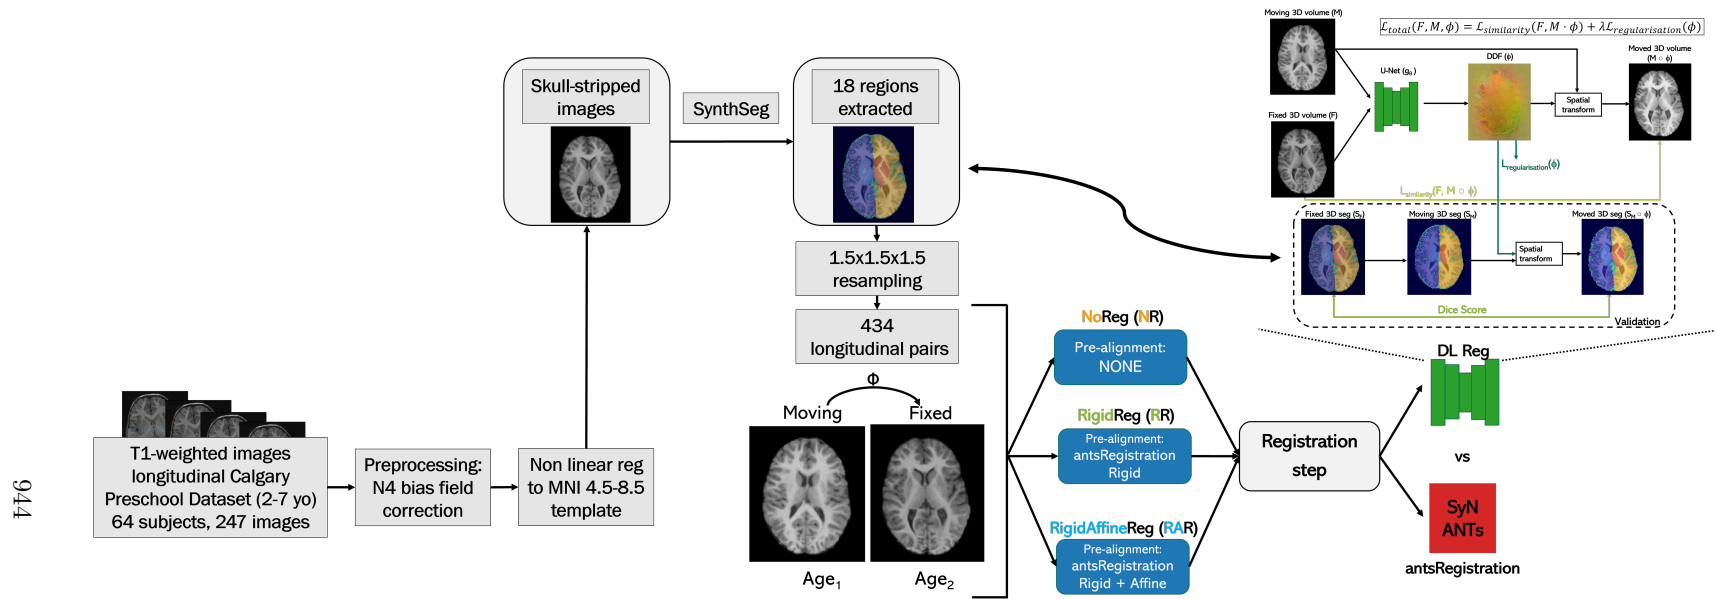 T1-weighted images
longitudinal Calgary
Preschool Dataset (2-7 yo)
64 subjects, 247 images
Preprocessing:
N4 bias field
correction
Non linear reg
to MNI 4.5-8.5
template
Skull-stripped
images
SynthSeg
18 regions
extracted
1.5x1.5x1.5
resampling
434
longitudinal pairs
Φ
Moving
Fixed
Age1
Age2
NoReg (NR)
Pre-alignment:
NONE
RigidReg (RR)
Pre-alignment:
antsRegistration
Rigid
RigidAffineReg (RAR)
Pre-alignment:
antsRegistration
Rigid + Affine
Registration
step
DL Reg
vs
SyN
ANTs
antsRegistration
Moving 3D volume (M)
ℒtotal(F, M, ϕ) = ℒsimilarity(F, M · ϕ) + λℒregularisation(ϕ)
Moved 3D volume
(M ○ ϕ)
DDF (ϕ)
U-Net (gθ)
Spatial
transform
Fixed 3D volume (F)
Lregularisation(ϕ)
Lsimilarity(F, M ○ ϕ)
Fixed 3D seg (SF)
Moving 3D seg (SM)
Moved 3D seg (SM ○ ϕ)
Spatial
transform
Dice Score
Validation
944